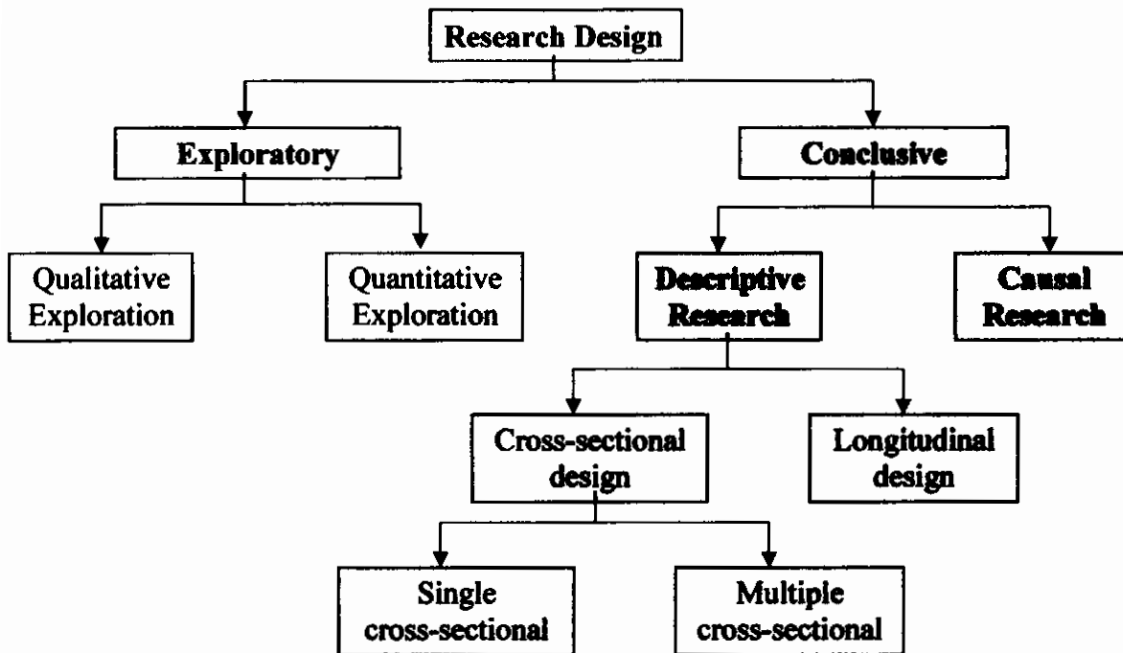 Research Design
Exploratory
Conclusive
Qualitative
Exploration
Quantitative
Exploration
Descriptive
Research
Causal
Research
Cross-sectional
design
Longitudinal
design
Single
cross-sectional
Multiple
cross-sectional